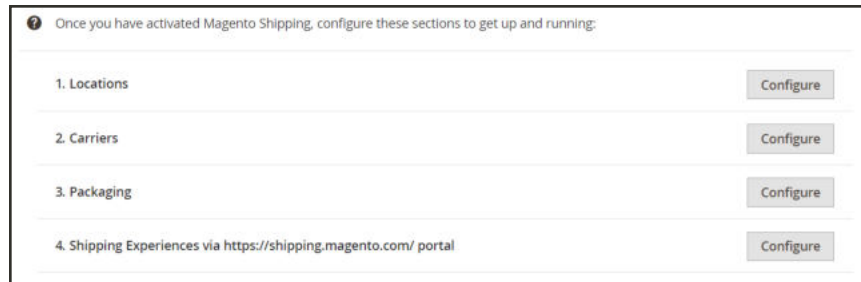 Once you have activated Magento Shipping, configure these sections to get up and running:
1. Locations Configure
2. Carriers Configure
3. Packaging Configure
4. Shipping Experiences via https://shipping.magento.com/ portal Configure